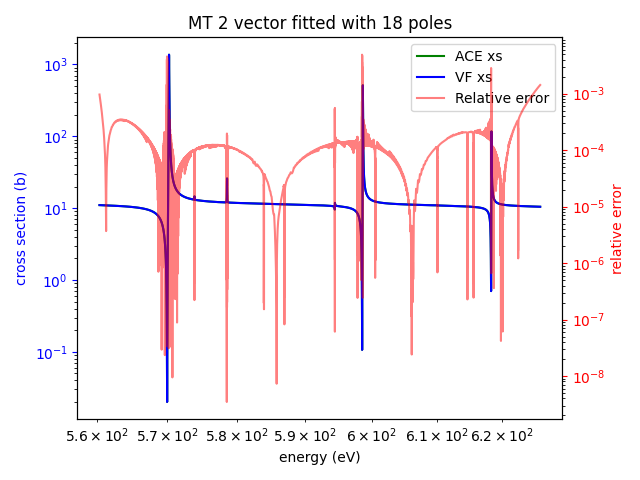 MT 2 vector fitted with 18 poles
ACE xs
VF xs
Relative error
cross section (b)
10³
10²
10¹
10⁰
10⁻¹
10⁻³
10⁻⁴
10⁻⁵
10⁻⁶
10⁻⁷
10⁻⁸
relative error
5.6 × 10² 5.7 × 10² 5.8 × 10² 5.9 × 10² 6 × 10² 6.1 × 10² 6.2 × 10²
energy (eV)